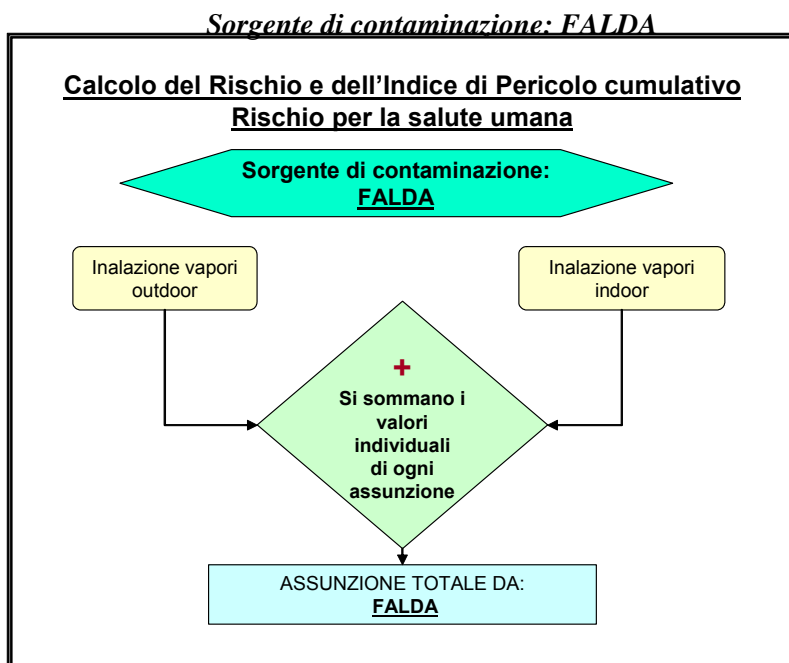 Sorgente di contaminazione: FALDA
Calcolo del Rischio e dell'Indice di Pericolo cumulativo
Rischio per la salute umana
Sorgente di contaminazione:
FALDA
Inalazione vapori
outdoor
Inalazione vapori
indoor
+
Si sommano i
valori
individuali
di ogni
assunzione
ASSUNZIONE TOTALE DA:
FALDA